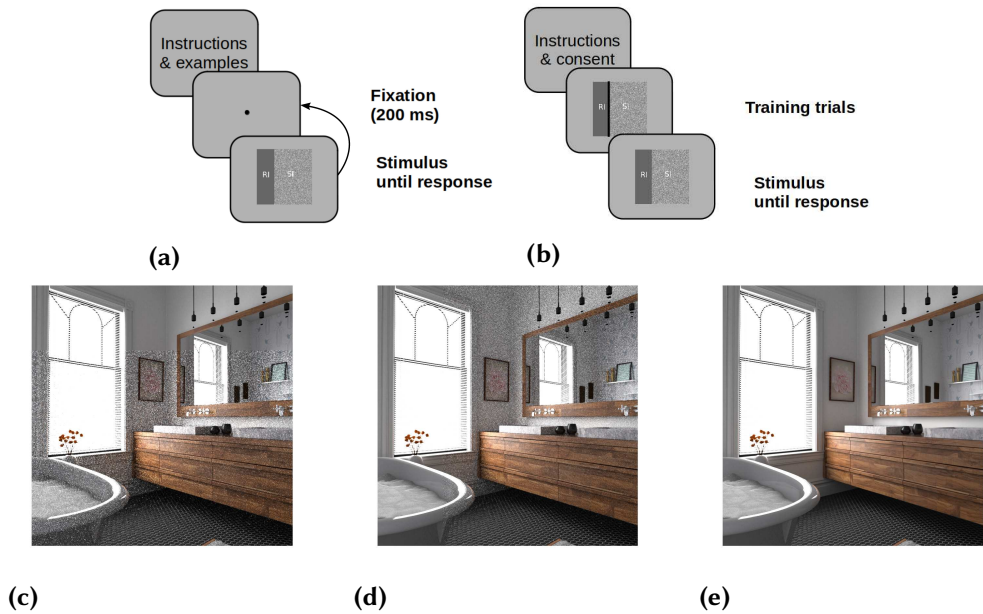 Instructions
& examples
Fixation
(200 ms)
RI
SI
Stimulus
until response
(a)
Instructions
& consent
RI
SI
Training trials
RI
SI
Stimulus
until response
(b)
(c)
(d)
(e)